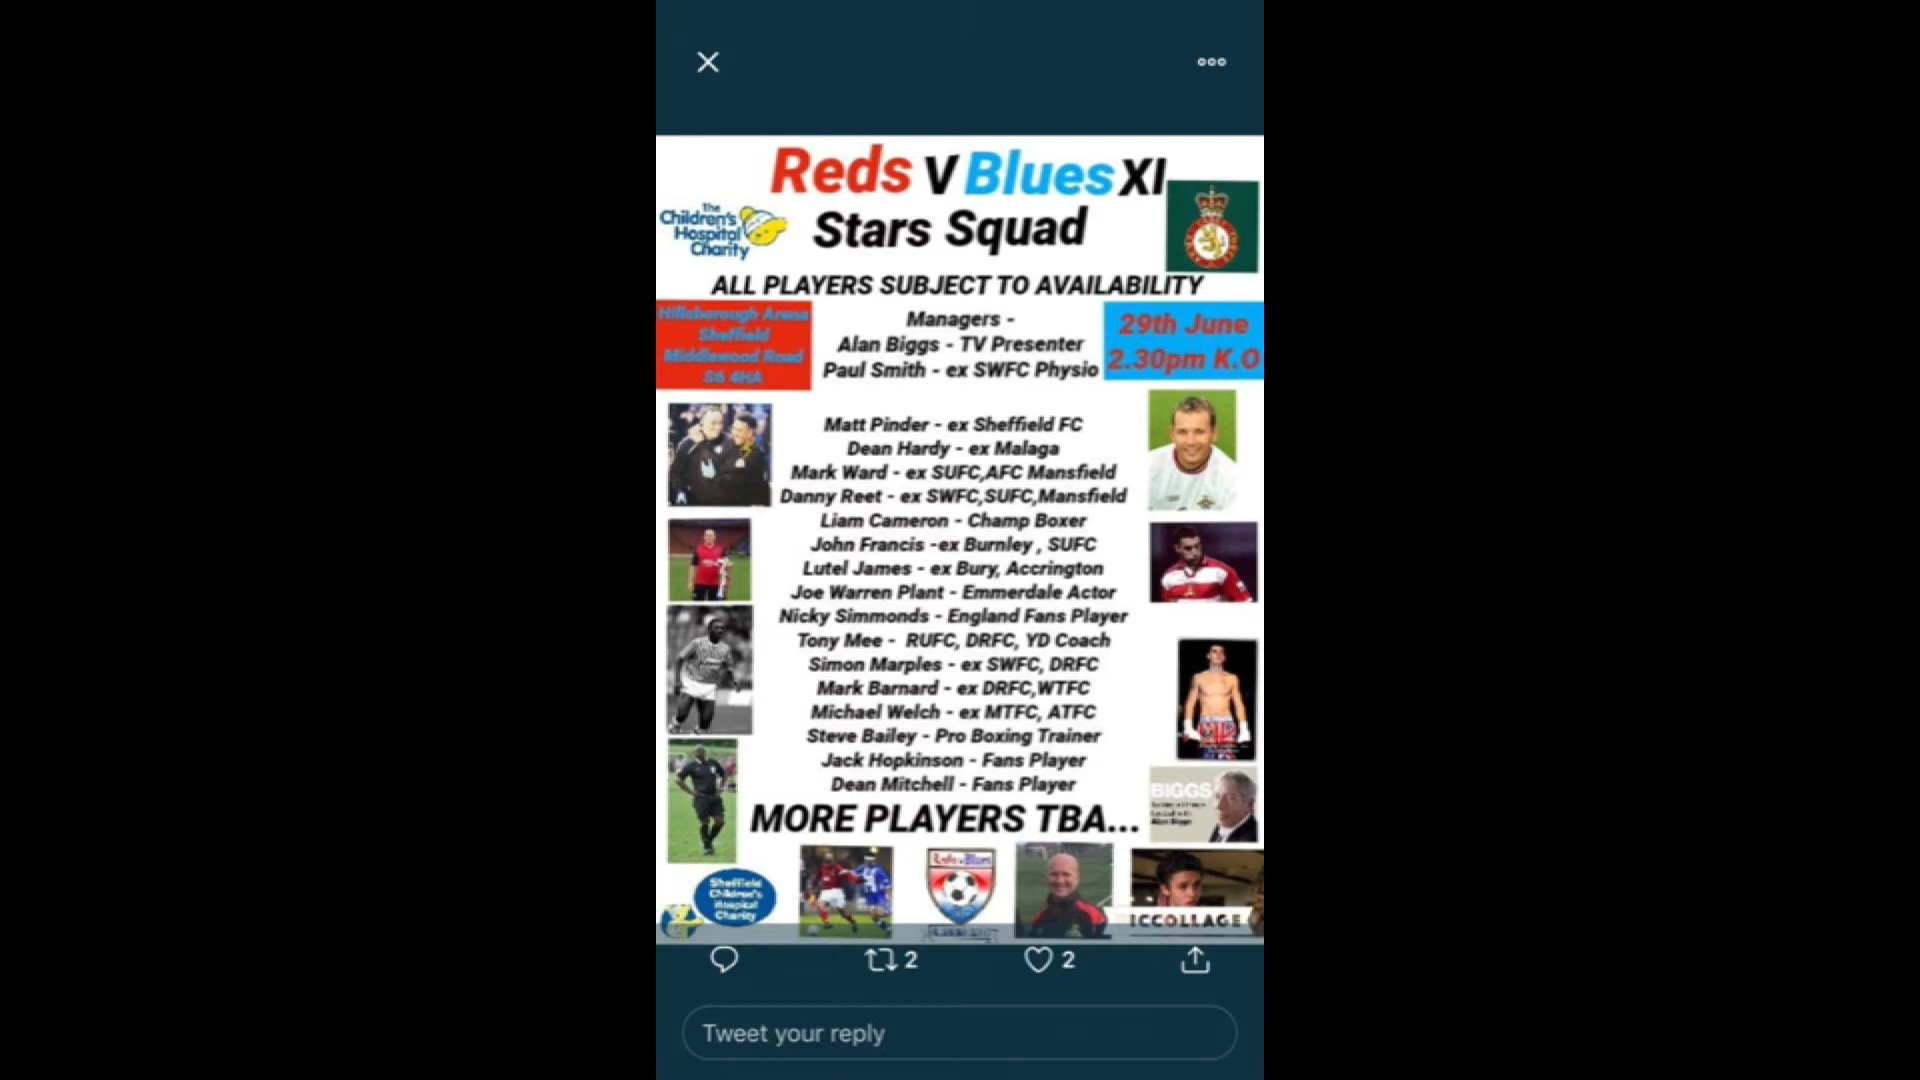 Reds V Blues XI
Stars Squad
The
Children's
Hospital
Charity
ALL PLAYERS SUBJECT TO AVAILABILITY
Hillsborough Arena
Sheffield
Middlewood Road
S6 4HA
Managers -
Alan Biggs - TV Presenter
Paul Smith - ex SWFC Physio
29th June
2.30pm K.O
Matt Pinder - ex Sheffield FC
Dean Hardy - ex Malaga
Mark Ward - ex SUFC,AFC Mansfield
Danny Reet - ex SWFC,SUFC,Mansfield
Liam Cameron - Champ Boxer
John Francis -ex Burnley , SUFC
Lutel James - ex Bury, Accrington
Joe Warren Plant - Emmerdale Actor
Nicky Simmonds - England Fans Player
Tony Mee - RUFC, DRFC, YD Coach
Simon Marples - ex SWFC, DRFC
Mark Barnard - ex DRFC,WTFC
Michael Welch - ex MTFC, ATFC
Steve Bailey - Pro Boxing Trainer
Jack Hopkinson - Fans Player
Dean Mitchell - Fans Player
MORE PLAYERS TBA...
BIGGS
Alan Biggs
Sheffield
Children's
Hospital
Charity
Reds v Blues
ICCOLLAGE
2
2
Tweet your reply